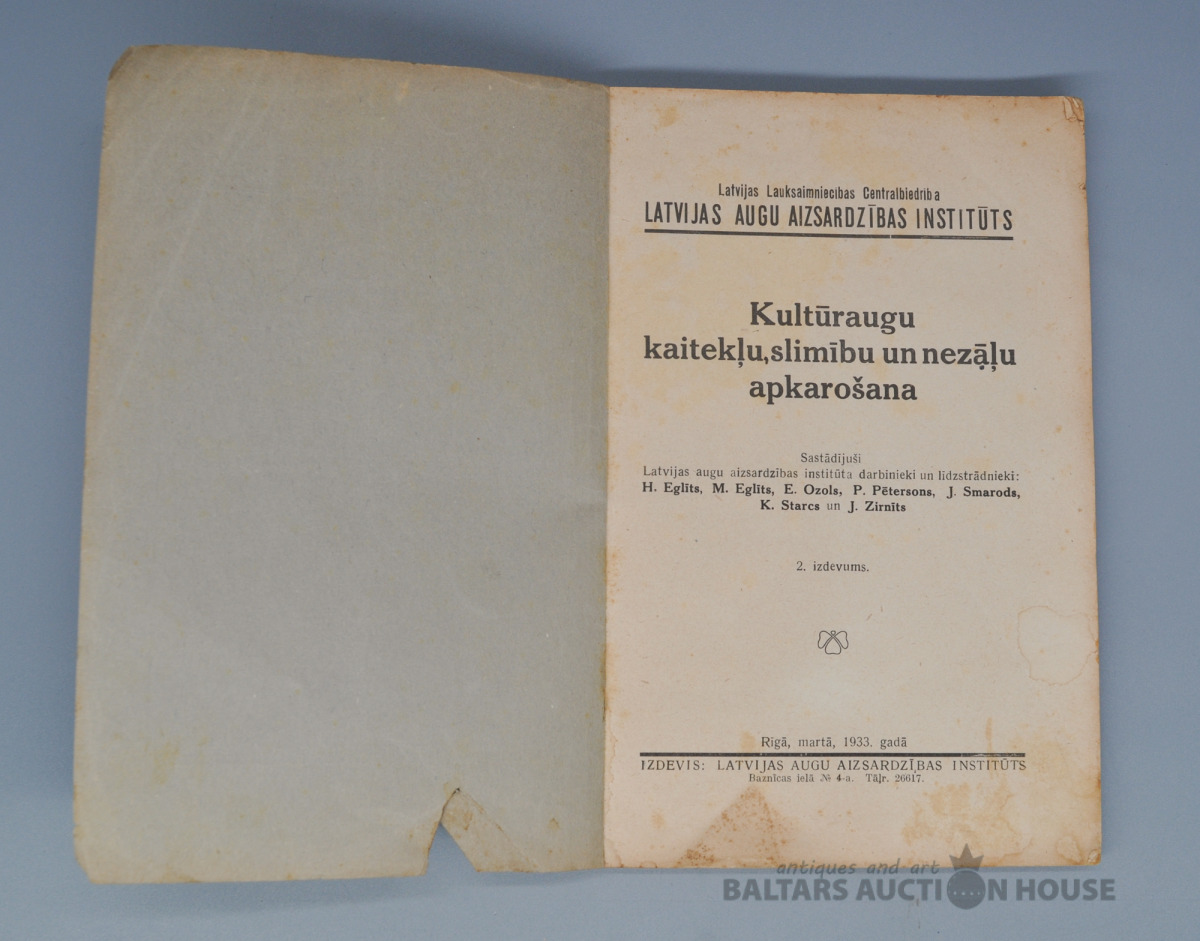 Latvijas Lauksaimniecības Centralbiedrība
LATVIJAS AUGU AIZSARDZĪBAS INSTITŪTS
Kultūraugu
kaitekļu, slimību un nezāļu
apkarošana
Sastādījuši
Latvijas augu aizsardzības institūta darbinieki un līdzstrādnieki:
H. Eglīts, M. Eglīts, E. Ozols, P. Pētersons, J. Smarods,
K. Starcs un J. Zirnīts
2. izdevums.
Rīgā, martā, 1933. gadā
IZDEVIS: LATVIJAS AUGU AIZSARDZĪBAS INSTITŪTS
Baznīcas ielā № 4-a. Tāļr. 26617.
antiques and art
BALTARS AUCTION HOUSE